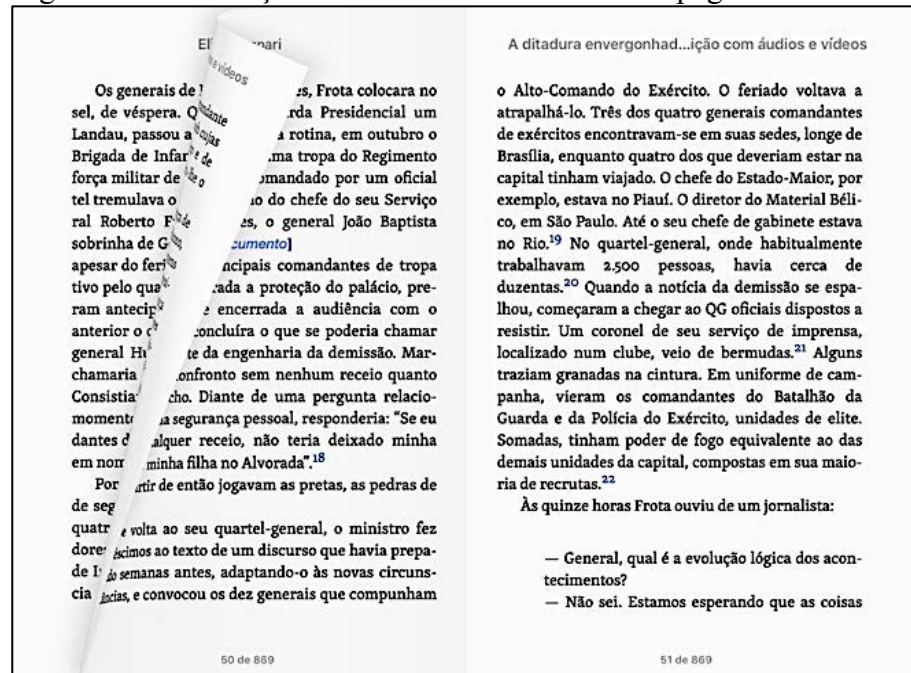 A ditadura envergonhad...ição com áudios e vídeos
e vídeos
Os generais de es, Frota colocara no
sel, de véspera. rda Presidencial um
Landau, passou a rotina, em outubro o
Brigada de Infan ma tropa do Regimento
força militar de omandado por um oficial
tel tremulava o o do chefe do seu Serviço
ral Roberto es, o general João Baptista
sobrinha de G cumento]
apesar do feri ncipais comandantes de tropa
tivo pelo qua rada a proteção do palácio, pre-
ram antecip e encerrada a audiência com o
anterior o concluíra o que se poderia chamar
general Hu te da engenharia da demissão. Mar-
chamaria onfronto sem nenhum receio quanto
Consistia cho. Diante de uma pergunta relacio-
momento a segurança pessoal, responderia: “Se eu
dantes d alquer receio, não teria deixado minha
em nom minha filha no Alvorada”.18
Por rtir de então jogavam as pretas, as pedras de
de seg
quatr e volta ao seu quartel-general, o ministro fez
dores éscimos ao texto de um discurso que havia prepa-
de I do semanas antes, adaptando-o às novas circuns-
cia âncias, e convocou os dez generais que compunham
50 de 869
o Alto-Comando do Exército. O feriado voltava a
atrapalhá-lo. Três dos quatro generais comandantes
de exércitos encontravam-se em suas sedes, longe de
Brasília, enquanto quatro dos que deveriam estar na
capital tinham viajado. O chefe do Estado-Maior, por
exemplo, estava no Piauí. O diretor do Material Béli-
co, em São Paulo. Até o seu chefe de gabinete estava
no Rio.19 No quartel-general, onde habitualmente
trabalhavam 2.500 pessoas, havia cerca de
duzentas.20 Quando a notícia da demissão se espa-
lhou, começaram a chegar ao QG oficiais dispostos a
resistir. Um coronel de seu serviço de imprensa,
localizado num clube, veio de bermudas.21 Alguns
traziam granadas na cintura. Em uniforme de cam-
panha, vieram os comandantes do Batalhão da
Guarda e da Polícia do Exército, unidades de elite.
Somadas, tinham poder de fogo equivalente ao das
demais unidades da capital, compostas em sua maio-
ria de recrutas.22
Às quinze horas Frota ouviu de um jornalista:
— General, qual é a evolução lógica dos acon-
tecimentos?
— Não sei. Estamos esperando que as coisas
51 de 869